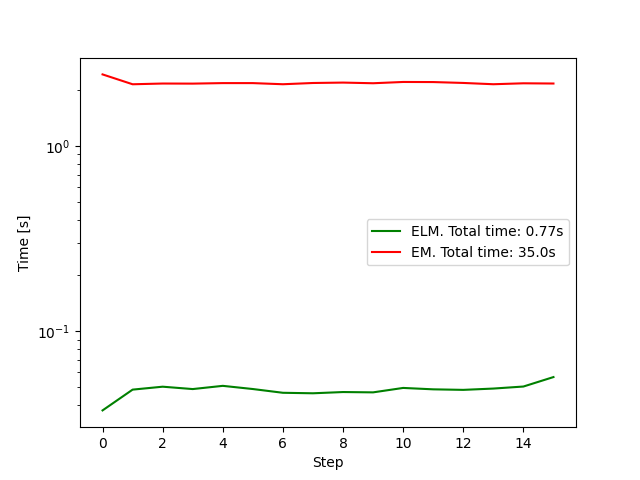 10⁰
10⁻¹
Time [s]
ELM. Total time: 0.77s
EM. Total time: 35.0s
0 2 4 6 8 10 12 14
Step